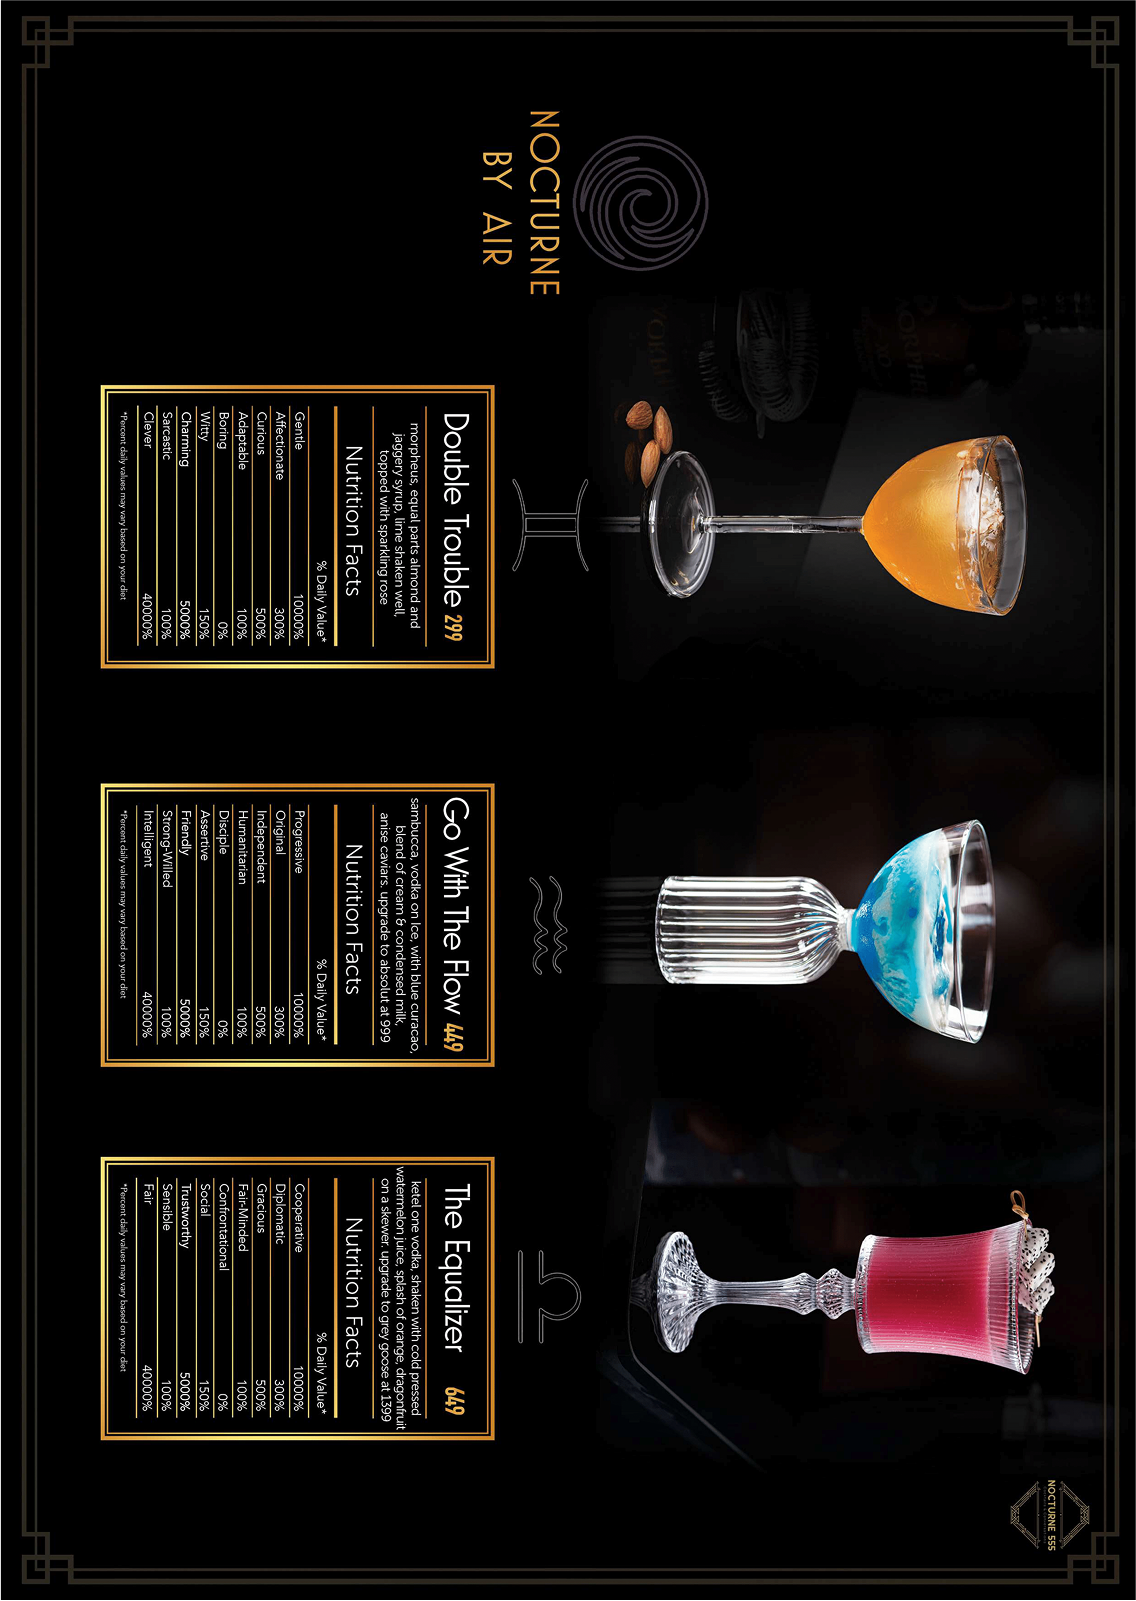 NOCTURNE
BY AIR
Double Trouble 299
morpheus, equal parts almond and
jaggery syrup, lime shaken well,
topped with sparkling rose
Nutrition Facts
% Daily Value*
Gentle 10000%
Affectionate 300%
Curious 500%
Adaptable 100%
Boring 0%
Witty 150%
Charming 5000%
Sarcastic 100%
Clever 40000%
*Percent daily values may vary based on your diet
Go With The Flow 449
sambucca, vodka on Ice, with blue curacao,
blend of cream & condensed milk,
anise caviars. upgrade to absolut at 999
Nutrition Facts
% Daily Value*
Progressive 10000%
Original 300%
Independent 500%
Humanitarian 100%
Disciple 0%
Assertive 150%
Friendly 5000%
Strong-Willed 100%
Intelligent 40000%
*Percent daily values may vary based on your diet
The Equalizer 649
ketel one vodka, shaken with cold pressed
watermelon juice, splash of orange, dragonfruit
on a skewer. upgrade to grey goose at 1399
Nutrition Facts
% Daily Value*
Cooperative 10000%
Diplomatic 300%
Gracious 500%
Fair-Minded 100%
Confrontational 0%
Social 150%
Trustworthy 5000%
Sensible 100%
Fair 40000%
*Percent daily values may vary based on your diet
NOCTURNE 555